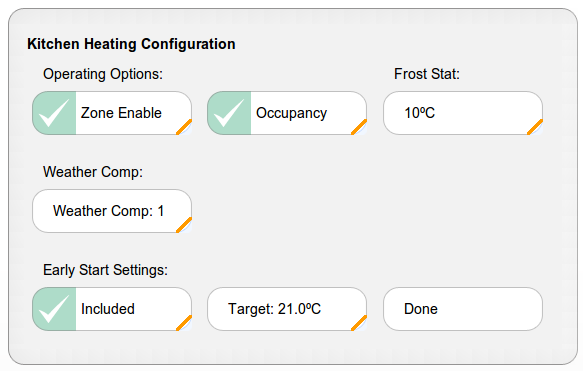 Kitchen Heating Configuration
Operating Options: Frost Stat:
Zone Enable Occupancy 10ºC
Weather Comp:
Weather Comp: 1
Early Start Settings:
Included Target: 21.0ºC Done